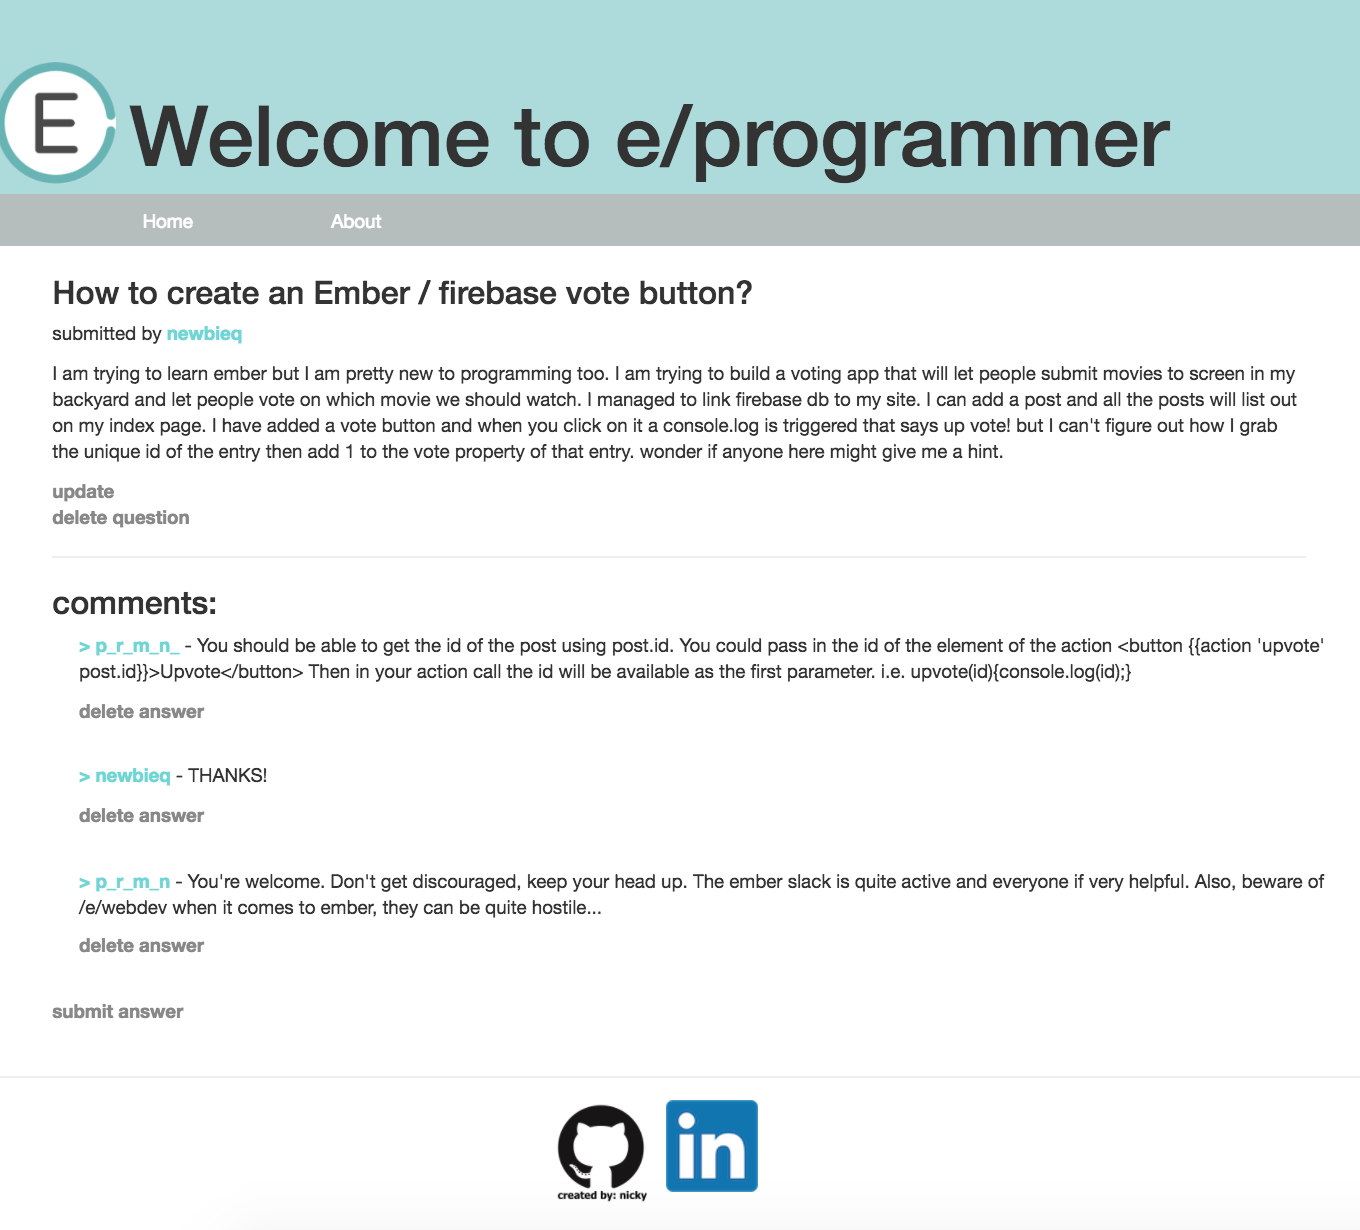 E
Welcome to e/programmer
Home About
How to create an Ember / firebase vote button?
submitted by newbieq
I am trying to learn ember but I am pretty new to programming too. I am trying to build a voting app that will let people submit movies to screen in my
backyard and let people vote on which movie we should watch. I managed to link firebase db to my site. I can add a post and all the posts will list out
on my index page. I have added a vote button and when you click on it a console.log is triggered that says up vote! but I can't figure out how I grab
the unique id of the entry then add 1 to the vote property of that entry. wonder if anyone here might give me a hint.
update
delete question
comments:
> p_r_m_n_ - You should be able to get the id of the post using post.id. You could pass in the id of the element of the action <button {{action 'upvote'
post.id}}>Upvote</button> Then in your action call the id will be available as the first parameter. i.e. upvote(id){console.log(id);}
delete answer
> newbieq - THANKS!
delete answer
> p_r_m_n - You're welcome. Don't get discouraged, keep your head up. The ember slack is quite active and everyone if very helpful. Also, beware of
/e/webdev when it comes to ember, they can be quite hostile...
delete answer
submit answer
in
created by: nicky